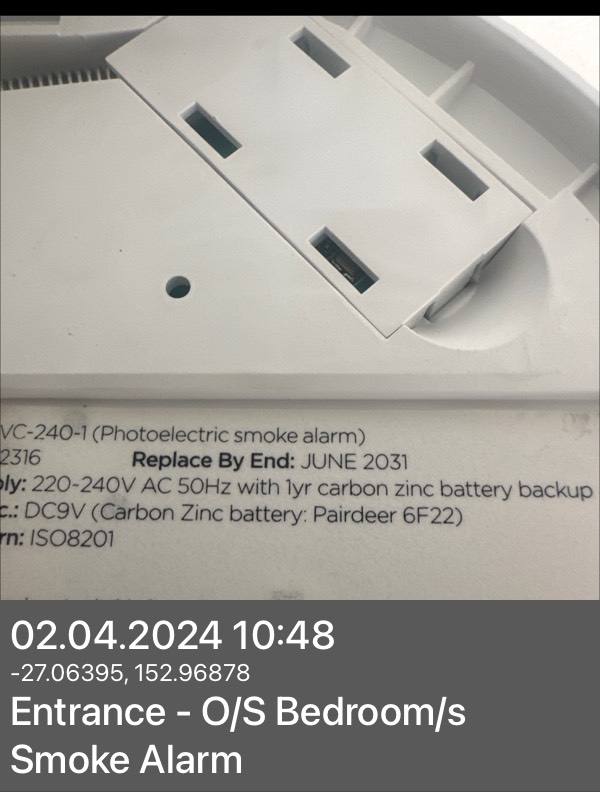 VC-240-1 (Photoelectric smoke alarm)
2316 Replace By End: JUNE 2031
ply: 220-240V AC 50Hz with 1yr carbon zinc battery backup
c.: DC9V (Carbon Zinc battery: Pairdeer 6F22)
rn: ISO8201
02.04.2024 10:48
-27.06395, 152.96878
Entrance - O/S Bedroom/s
Smoke Alarm